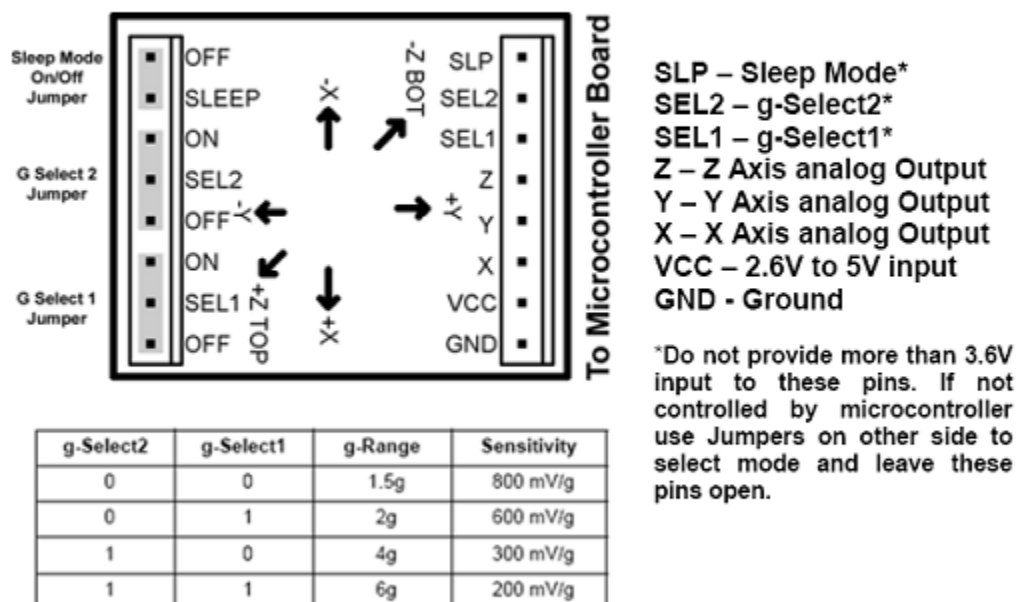 Sleep Mode
On/Off
Jumper
G Select 2
Jumper
G Select 1
Jumper
OFF
SLEEP
ON
SEL2
OFF
ON
SEL1
OFF
-X
-Z BOT
-Y
+Y
+Z TOP
+X
SLP
SEL2
SEL1
Z
Y
X
VCC
GND
To Microcontroller Board
SLP – Sleep Mode*
SEL2 – g-Select2*
SEL1 – g-Select1*
Z – Z Axis analog Output
Y – Y Axis analog Output
X – X Axis analog Output
VCC – 2.6V to 5V input
GND - Ground
*Do not provide more than 3.6V
input to these pins. If not
controlled by microcontroller
use Jumpers on other side to
select mode and leave these
pins open.
g-Select2 g-Select1 g-Range Sensitivity
0 0 1.5g 800 mV/g
0 1 2g 600 mV/g
1 0 4g 300 mV/g
1 1 6g 200 mV/g